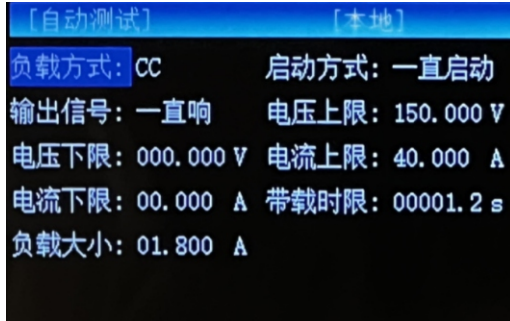 [自动测试] [本地]
负载方式: CC 启动方式: 一直启动
输出信号: 一直响 电压上限: 150.000 V
电压下限: 000.000 V 电流上限: 40.000 A
电流下限: 00.000 A 带载时限: 00001.2 s
负载大小: 01.800 A